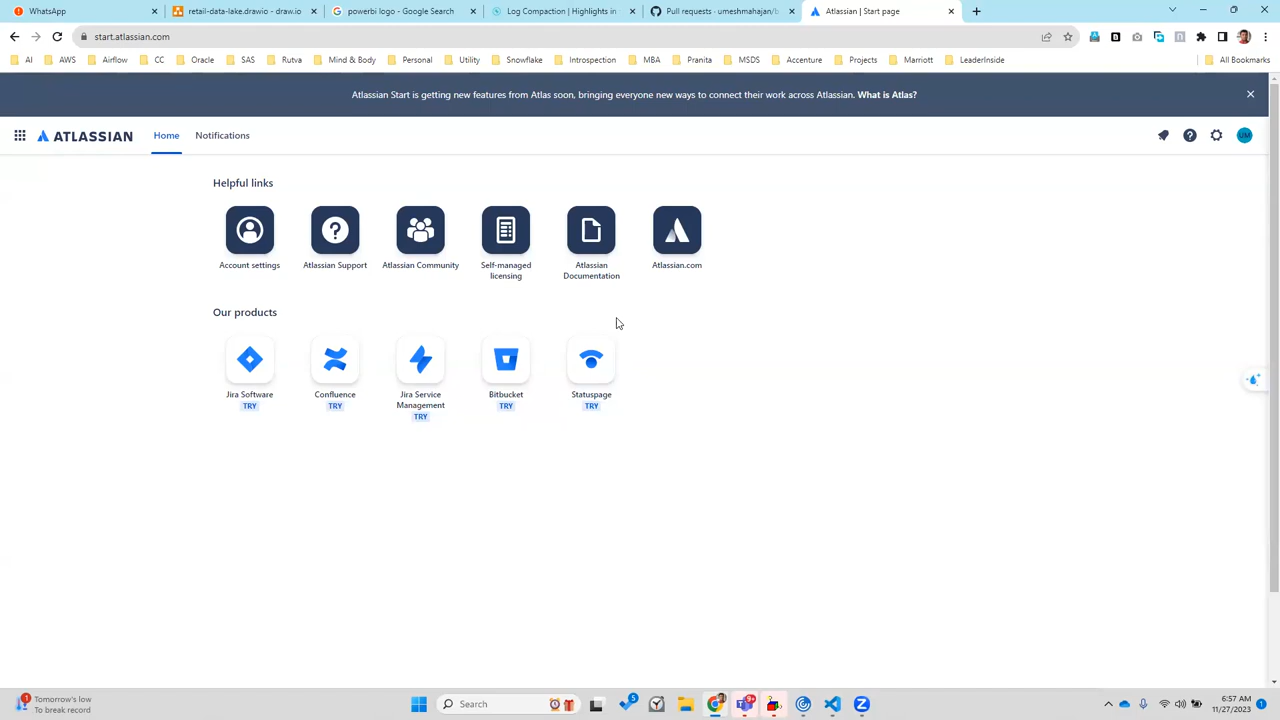 WhatsApp
retail-data-lake.drawio - draw.io
powerbi logo - Google Search
Log Compaction | Highlights in
Pull requests · umeshmahajan/b
Atlassian | Start page
start.atlassian.com
AI
AWS
Airflow
CC
Oracle
SAS
Rutva
Mind & Body
Personal
Utility
Snowflake
Introspection
MBA
Pranita
MSDS
Accenture
Projects
Marriott
LeaderInside
All Bookmarks
Atlassian Start is getting new features from Atlas soon, bringing everyone new ways to connect their work across Atlassian. What is Atlas?
ATLASSIAN
Home
Notifications
UM
Helpful links
Account settings
Atlassian Support
Atlassian Community
Self-managed
licensing
Atlassian
Documentation
Atlassian.com
Our products
Jira Software
TRY
Confluence
TRY
Jira Service
Management
TRY
Bitbucket
TRY
Statuspage
TRY
1
Tomorrow's low
To break record
Search
5
9+
6:57 AM
11/27/2023
1